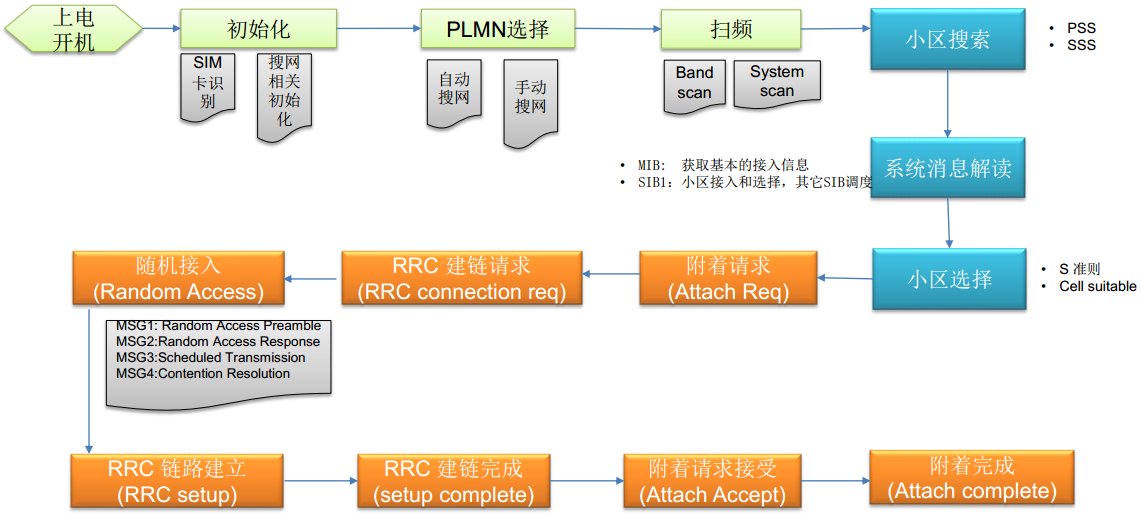 上电
开机
初始化
PLMN选择
扫频
小区搜索
• PSS
• SSS
SIM
卡识
别
搜网
相关
初始
化
自动
搜网
手动
搜网
Band
scan
System
scan
• MIB: 获取基本的接入信息
• SIB1：小区接入和选择，其它SIB调度
系统消息解读
随机接入
(Random Access)
RRC 建链请求
(RRC connection req)
附着请求
(Attach Req)
小区选择
• S 准则
• Cell suitable
MSG1: Random Access Preamble
MSG2:Random Access Response
MSG3:Scheduled Transmission
MSG4:Contention Resolution
RRC 链路建立
(RRC setup)
RRC 建链完成
(setup complete)
附着请求接受
(Attach Accept)
附着完成
(Attach complete)